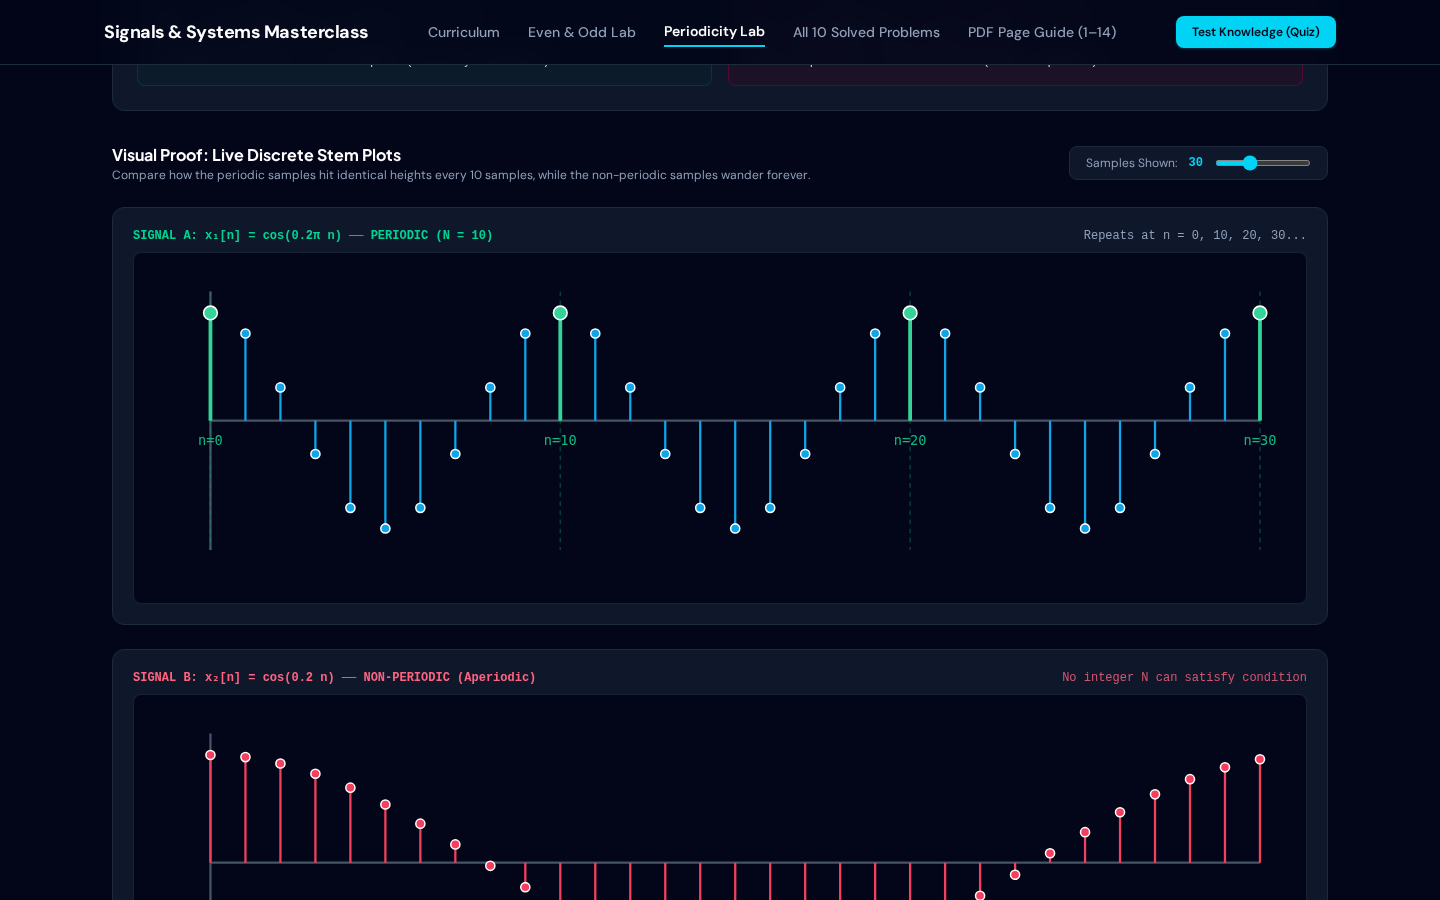 Signals & Systems Masterclass
Curriculum
Even & Odd Lab
Periodicity Lab
All 10 Solved Problems
PDF Page Guide (1–14)
Test Knowledge (Quiz)
Visual Proof: Live Discrete Stem Plots
Compare how the periodic samples hit identical heights every 10 samples, while the non-periodic samples wander forever.
Samples Shown: 30
SIGNAL A: x₁[n] = cos(0.2π n) —— PERIODIC (N = 10)
Repeats at n = 0, 10, 20, 30...
n=0
n=10
n=20
n=30
SIGNAL B: x₂[n] = cos(0.2 n) —— NON-PERIODIC (Aperiodic)
No integer N can satisfy condition